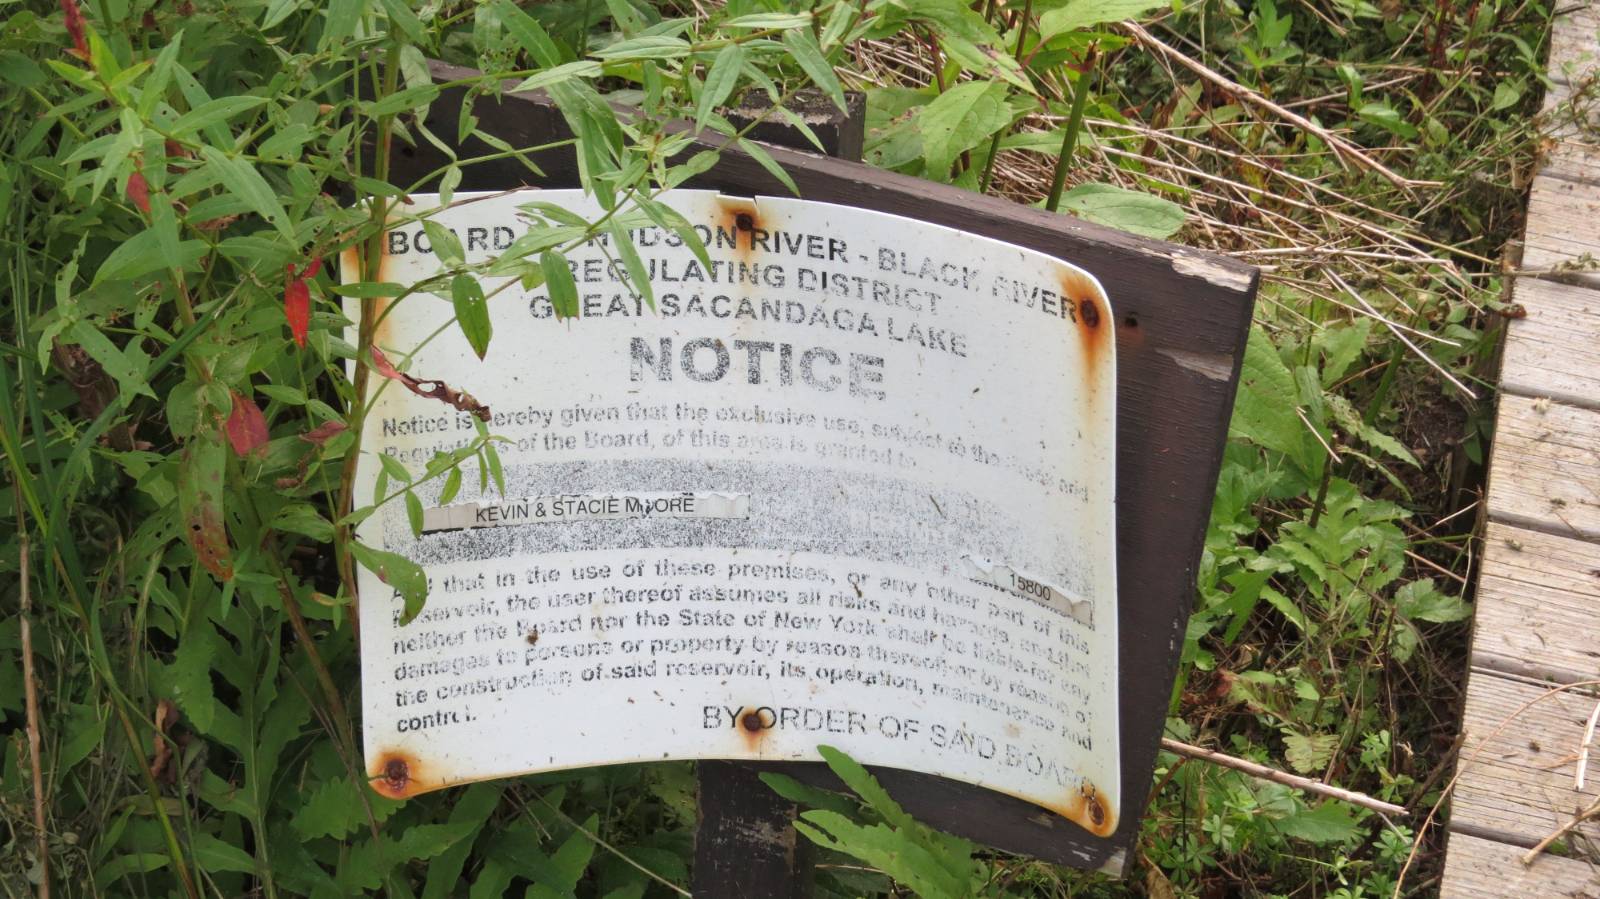 BOARD HUDSON RIVER - BLACK RIVER
REGULATING DISTRICT
GREAT SACANDAGA LAKE
NOTICE
Notice is hereby given that the exclusive use, subject to the and
Regulations of the Board, of this area is granted to
KEVIN & STACIE MOORE
15800
that in the use of these premises, or any other part of this
reservoir, the user thereof assumes all risks and hazards, and that
neither the Board nor the State of New York shall be liable for any
damages to persons or property by reason thereof or by reason of
the construction of said reservoir, its operation, maintenance and
control.
BY ORDER OF SAID BOARD